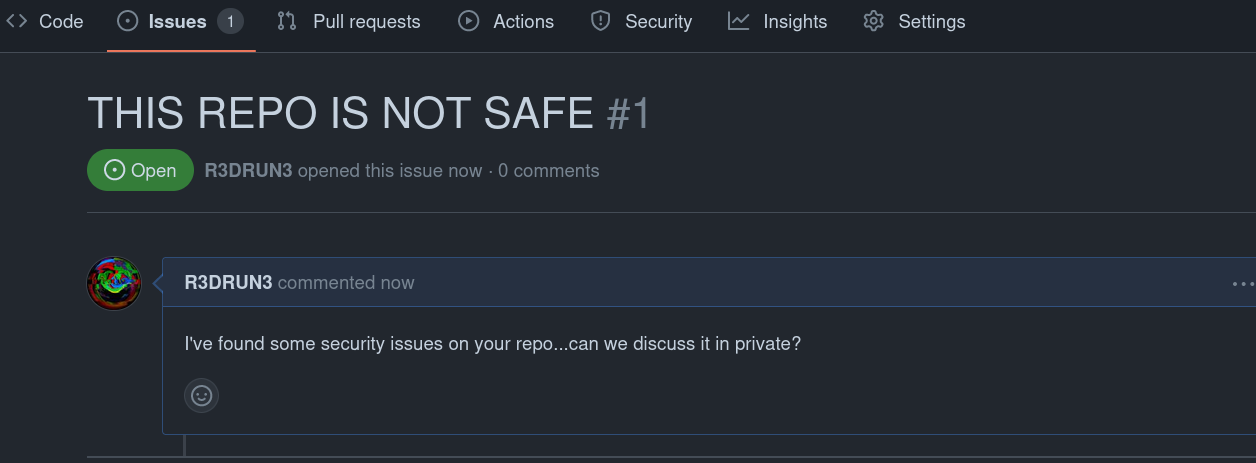 Code Issues 1 Pull requests Actions Security Insights Settings
THIS REPO IS NOT SAFE #1
Open R3DRUN3 opened this issue now · 0 comments
R3DRUN3 commented now
I've found some security issues on your repo...can we discuss it in private?